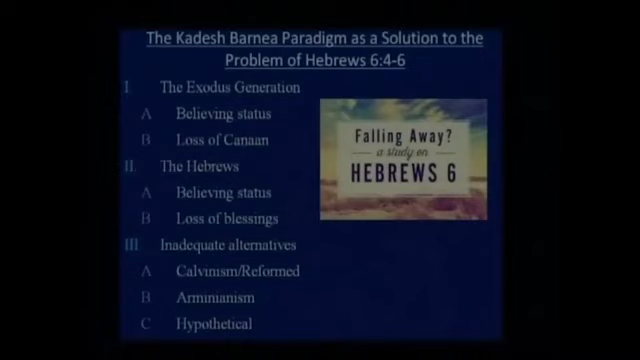 The Kadesh Barnea Paradigm as a Solution to the
Problem of Hebrews 6:4-6
I The Exodus Generation
A Believing status
B Loss of Canaan
II. The Hebrews
A Believing status
B Loss of blessings
III Inadequate alternatives
A Calvinism/Reformed
B Arminianism
C Hypothetical
Falling Away?
a study on
HEBREWS 6